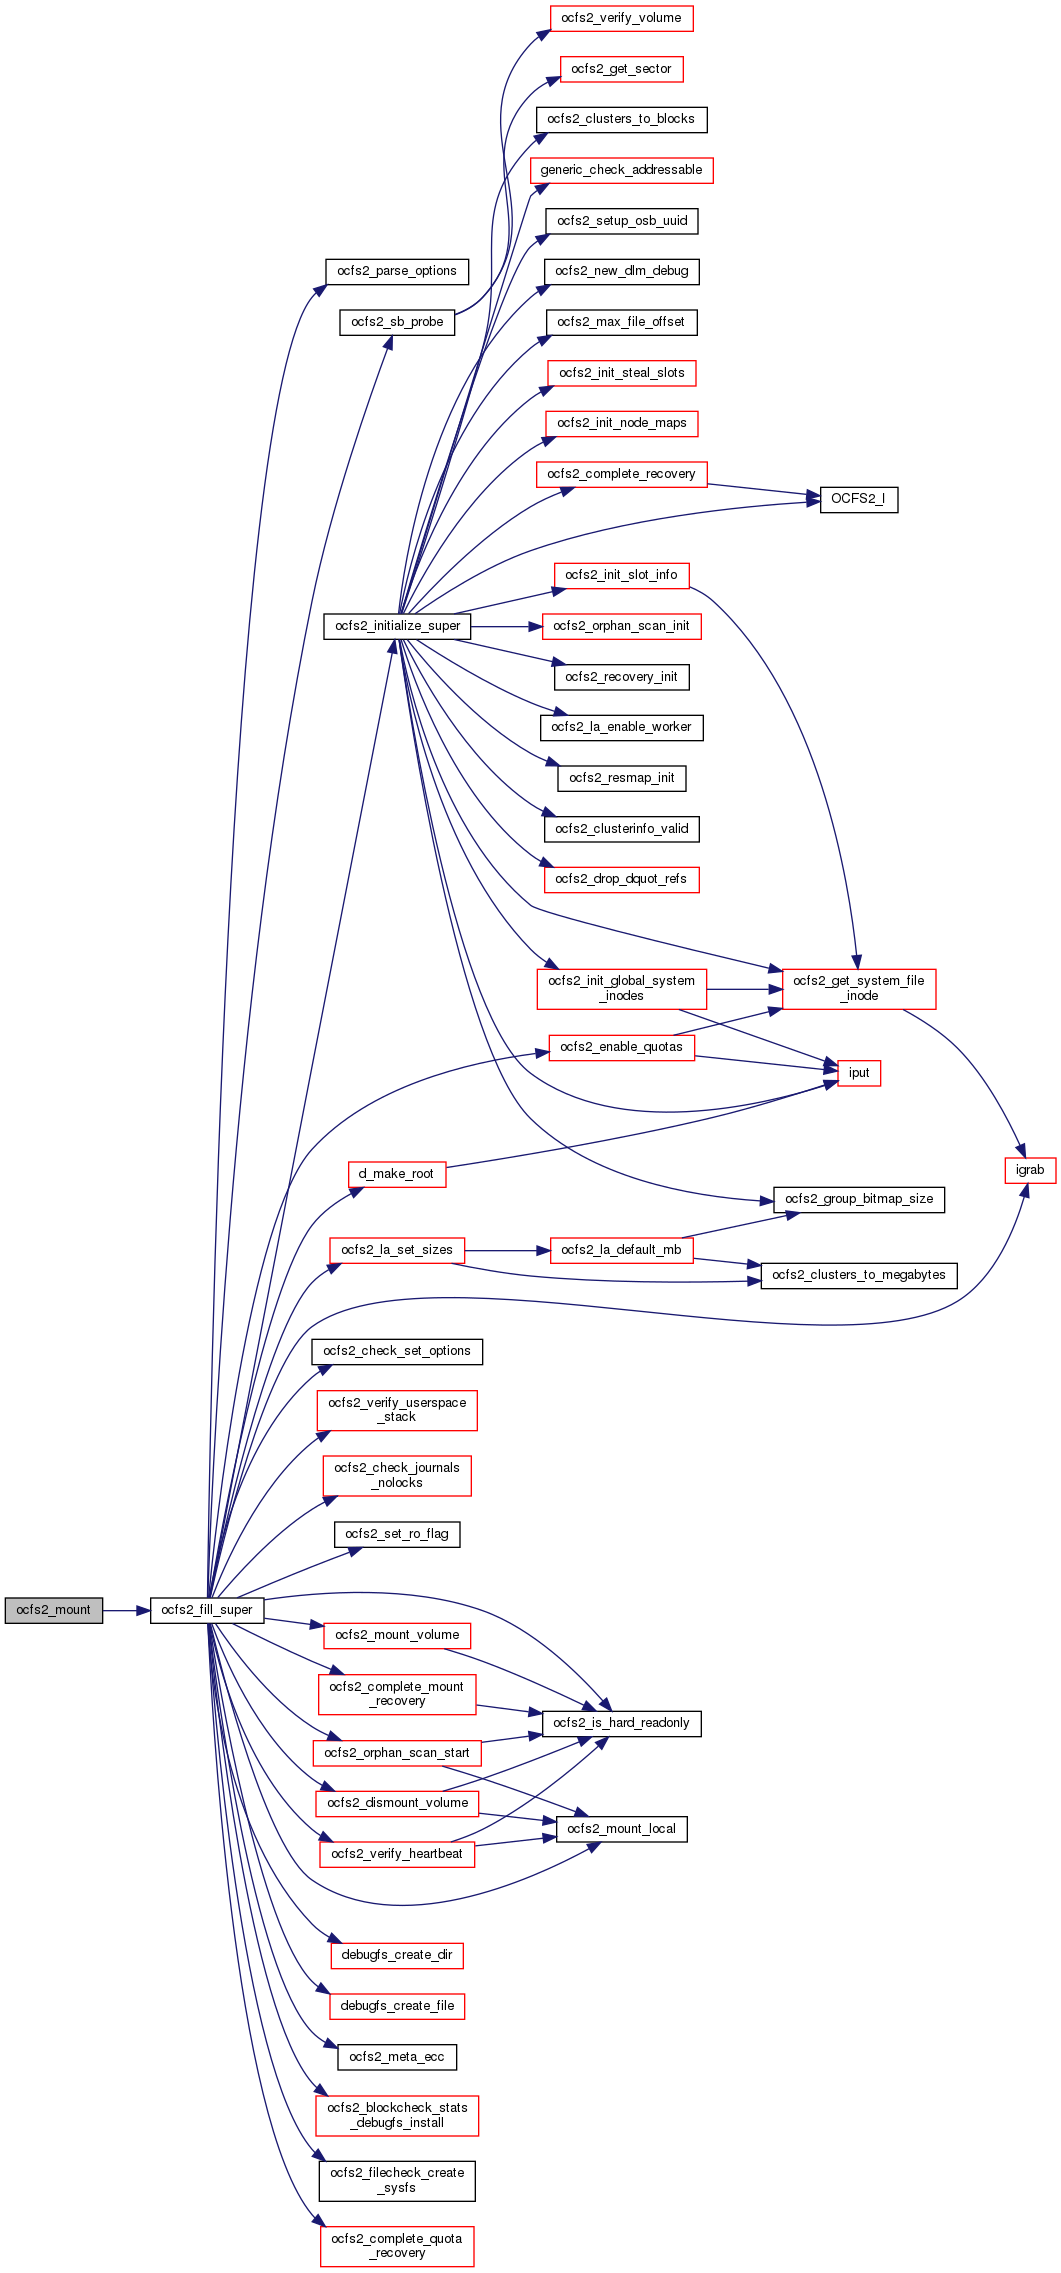 ocfs2_verify_volume
ocfs2_get_sector
ocfs2_clusters_to_blocks
generic_check_addressable
ocfs2_setup_osb_uuid
ocfs2_parse_options
ocfs2_new_dlm_debug
ocfs2_sb_probe
ocfs2_max_file_offset
ocfs2_init_steal_slots
ocfs2_init_node_maps
ocfs2_complete_recovery
OCFS2_I
ocfs2_init_slot_info
ocfs2_initialize_super
ocfs2_orphan_scan_init
ocfs2_recovery_init
ocfs2_la_enable_worker
ocfs2_resmap_init
ocfs2_clusterinfo_valid
ocfs2_drop_dquot_refs
ocfs2_init_global_system
_inodes
ocfs2_get_system_file
_inode
ocfs2_enable_quotas
iput
d_make_root
igrab
ocfs2_group_bitmap_size
ocfs2_la_set_sizes
ocfs2_la_default_mb
ocfs2_clusters_to_megabytes
ocfs2_check_set_options
ocfs2_verify_userspace
_stack
ocfs2_check_journals
_nolocks
ocfs2_set_ro_flag
ocfs2_mount
ocfs2_fill_super
ocfs2_mount_volume
ocfs2_complete_mount
_recovery
ocfs2_is_hard_readonly
ocfs2_orphan_scan_start
ocfs2_dismount_volume
ocfs2_mount_local
ocfs2_verify_heartbeat
debugfs_create_dir
debugfs_create_file
ocfs2_meta_ecc
ocfs2_blockcheck_stats
_debugfs_install
ocfs2_filecheck_create
_sysfs
ocfs2_complete_quota
_recovery